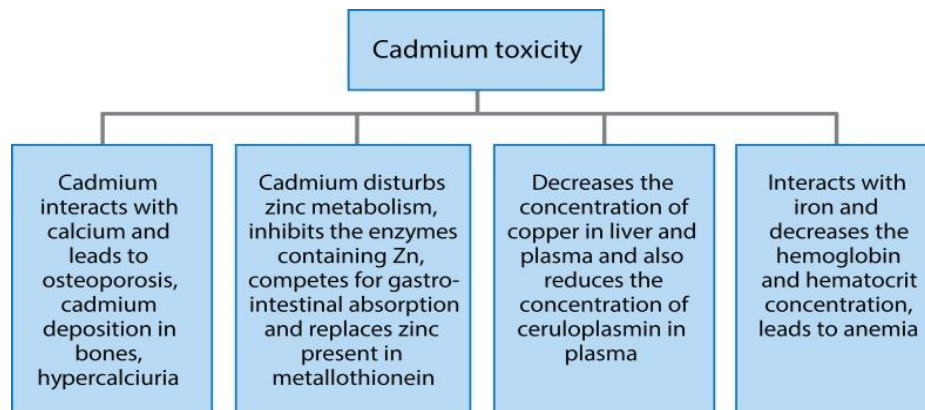 Cadmium toxicity
Cadmium
interacts with
calcium and
leads to
osteoporosis,
cadmium
deposition in
bones,
hypercalciuria
Cadmium disturbs
zinc metabolism,
inhibits the enzymes
containing Zn,
competes for gastro-
intestinal absorption
and replaces zinc
present in
metallothionein
Decreases the
concentration of
copper in liver and
plasma and also
reduces the
concentration of
ceruloplasmin in
plasma
Interacts with
iron and
decreases the
hemoglobin
and hematocrit
concentration,
leads to anemia